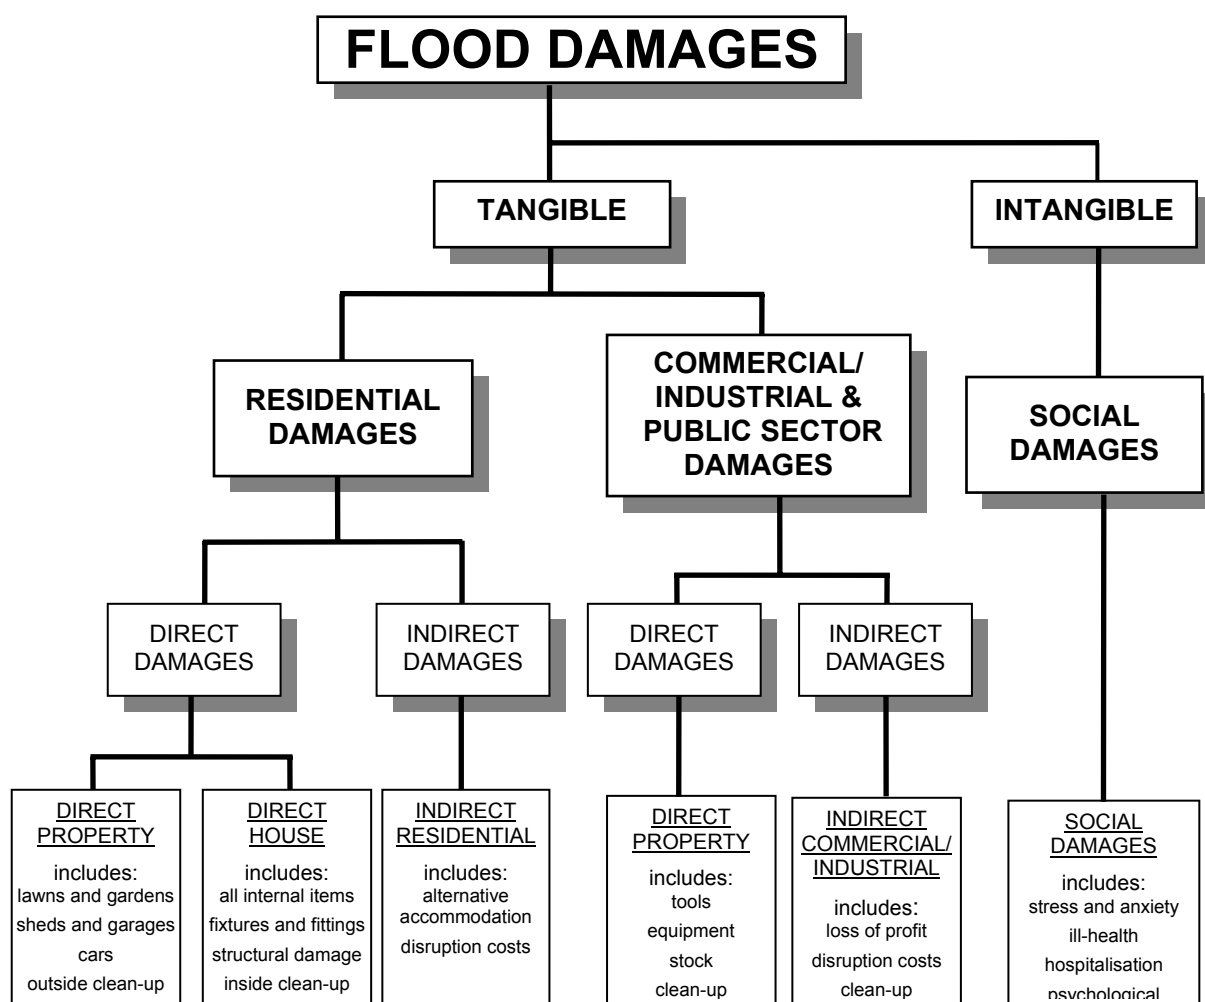 FLOOD DAMAGES
TANGIBLE
INTANGIBLE
RESIDENTIAL
DAMAGES
COMMERCIAL/
INDUSTRIAL &
PUBLIC SECTOR
DAMAGES
SOCIAL
DAMAGES
DIRECT
DAMAGES
INDIRECT
DAMAGES
DIRECT
DAMAGES
INDIRECT
DAMAGES
DIRECT
PROPERTY
includes:
lawns and gardens
sheds and garages
cars
outside clean-up
DIRECT
HOUSE
includes:
all internal items
fixtures and fittings
structural damage
inside clean-up
INDIRECT
RESIDENTIAL
includes:
alternative
accommodation
disruption costs
DIRECT
PROPERTY
includes:
tools
equipment
stock
clean-up
INDIRECT
COMMERCIAL/
INDUSTRIAL
includes:
loss of profit
disruption costs
clean-up
SOCIAL
DAMAGES
includes:
stress and anxiety
ill-health
hospitalisation
psychological